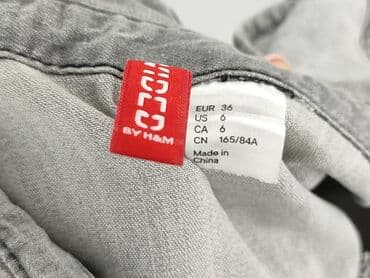 BY H&M
EUR 36
US 6
CA 6
CN 165/84A
Made in
China